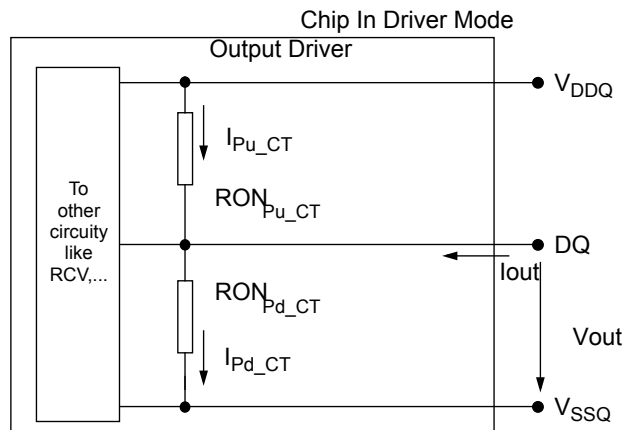 Chip In Driver Mode
Output Driver
V_DDQ
I_Pu_CT
RON_Pu_CT
To
other
circuity
like
RCV,...
DQ
Iout
RON_Pd_CT
Vout
I_Pd_CT
V_SSQ